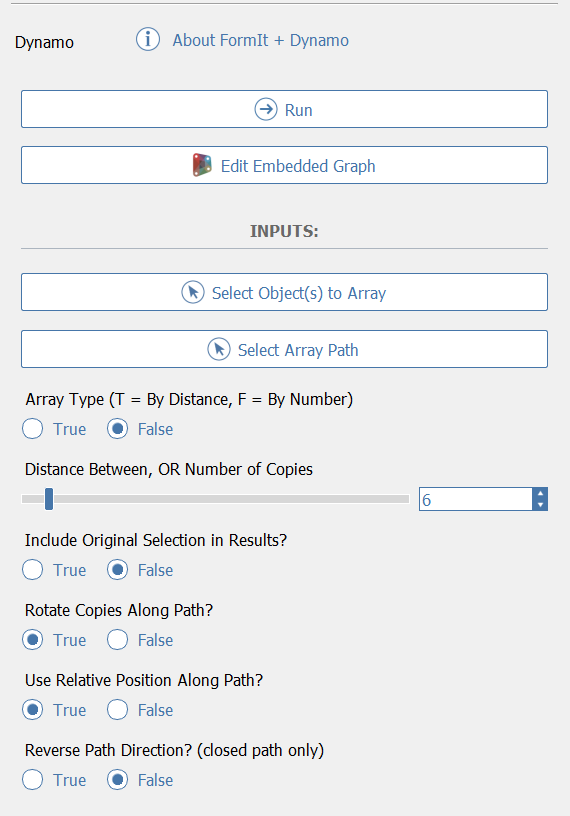 Dynamo
About FormIt + Dynamo
Run
Edit Embedded Graph
INPUTS:
Select Object(s) to Array
Select Array Path
Array Type (T = By Distance, F = By Number)
True False
Distance Between, OR Number of Copies
6
Include Original Selection in Results?
True False
Rotate Copies Along Path?
True False
Use Relative Position Along Path?
True False
Reverse Path Direction? (closed path only)
True False